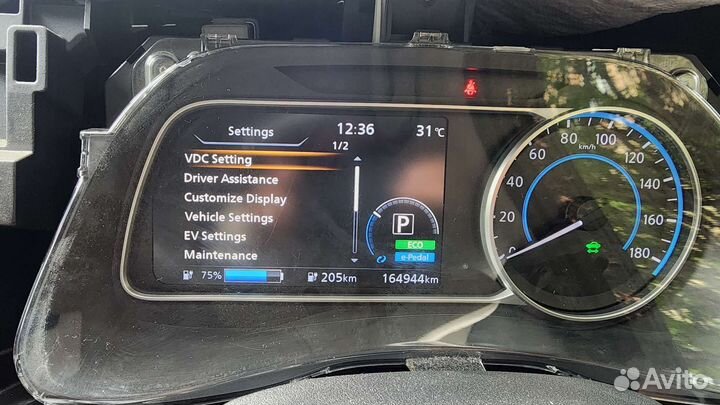 Settings
12:36
31°C
1/2
VDC Setting
Driver Assistance
Customize Display
Vehicle Settings
EV Settings
Maintenance
P
ECO
e-Pedal
75%
205km
164944km
0
20
40
60
80
100
120
140
160
180
km/h
Avito